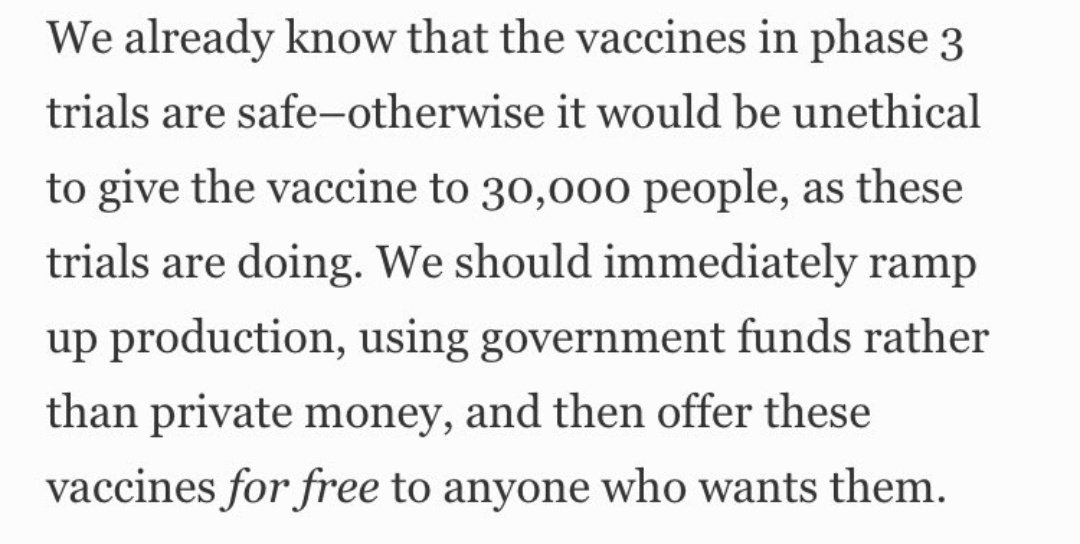 We already know that the vaccines in phase 3
trials are safe–otherwise it would be unethical
to give the vaccine to 30,000 people, as these
trials are doing. We should immediately ramp
up production, using government funds rather
than private money, and then offer these
vaccines for free to anyone who wants them.